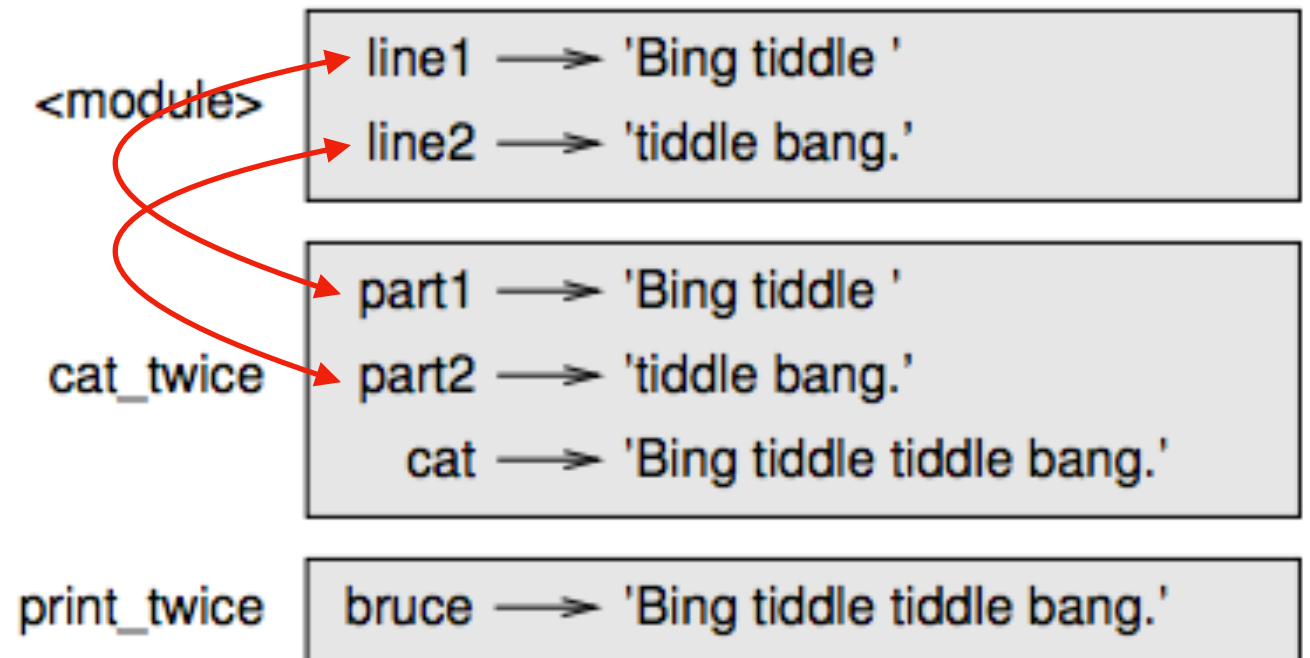 <module>
line1 ⟶ 'Bing tiddle '
line2 ⟶ 'tiddle bang.'
cat_twice
part1 ⟶ 'Bing tiddle '
part2 ⟶ 'tiddle bang.'
cat ⟶ 'Bing tiddle tiddle bang.'
print_twice
bruce ⟶ 'Bing tiddle tiddle bang.'